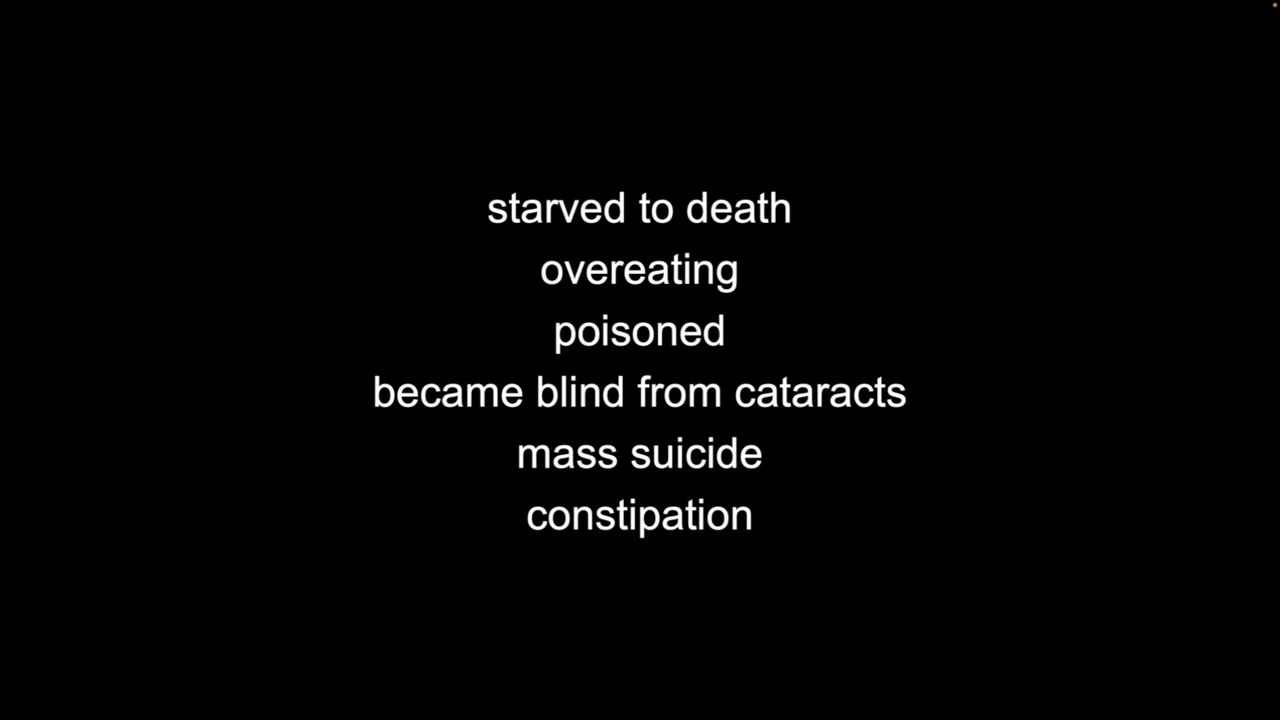 starved to death
overeating
poisoned
became blind from cataracts
mass suicide
constipation